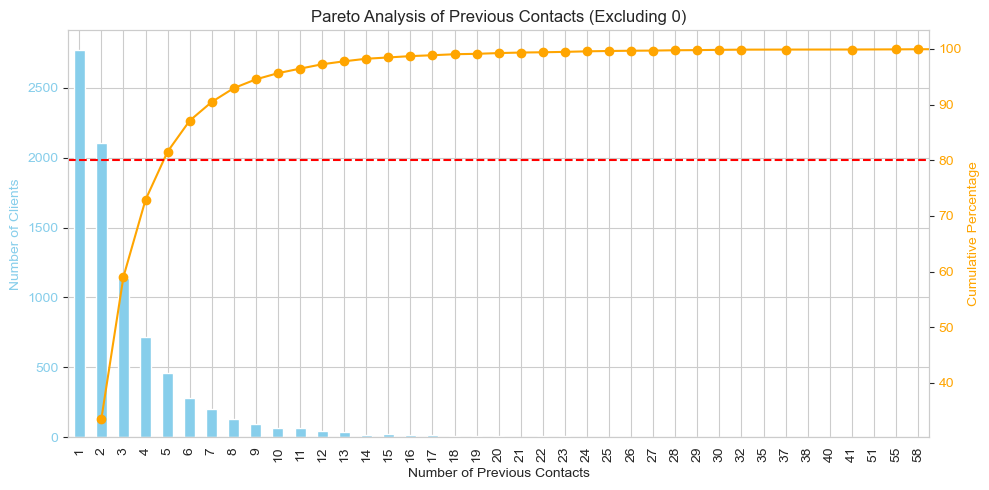 Pareto Analysis of Previous Contacts (Excluding 0)
Number of Clients
2500
2000
1500
1000
500
0
100
90
80
70
60
50
40
Cumulative Percentage
1 2 3 4 5 6 7 8 9 10 11 12 13 14 15 16 17 18 19 20 21 22 23 24 25 26 27 28 29 30 32 35 37 38 40 41 51 55 58
Number of Previous Contacts